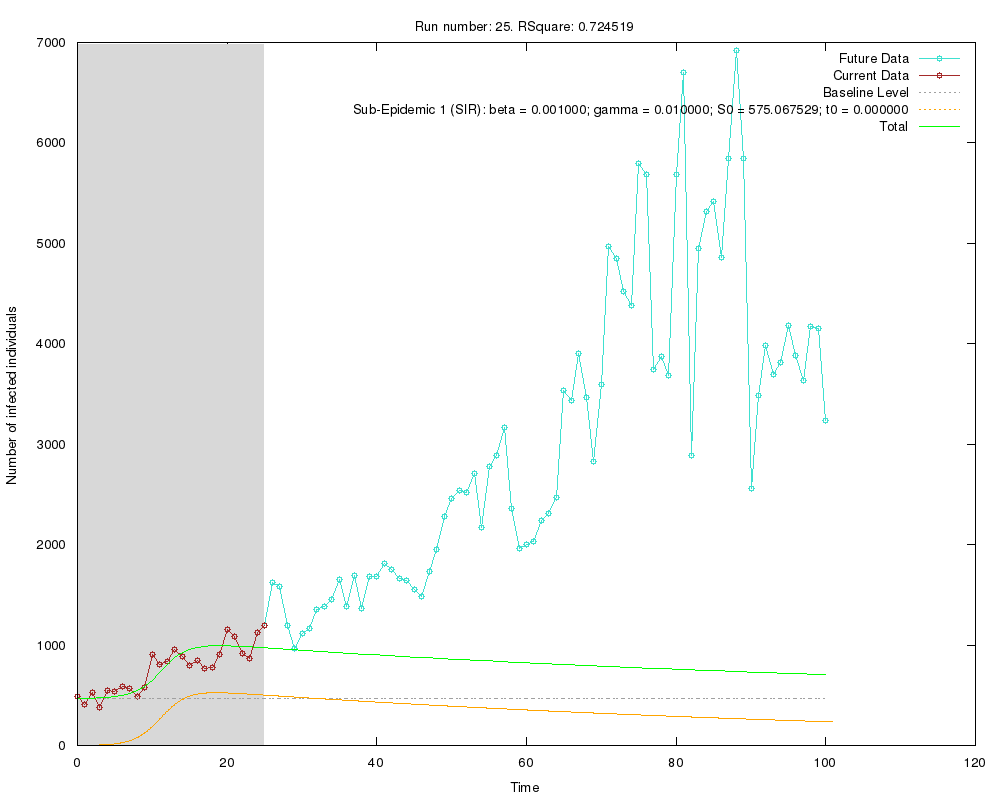 Run number: 25. RSquare: 0.724519
Future Data
Current Data
Baseline Level
Sub-Epidemic 1 (SIR): beta = 0.001000; gamma = 0.010000; S0 = 575.067529; t0 = 0.000000
Total
7000
6000
5000
4000
3000
2000
1000
0
Number of infected individuals
0 20 40 60 80 100 120
Time